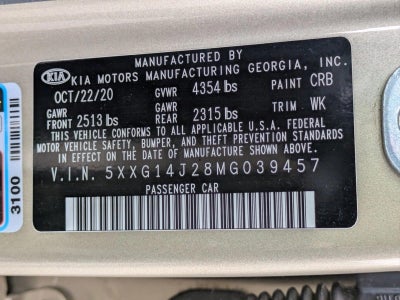 MANUFACTURED BY
KIA KIA MOTORS MANUFACTURING GEORGIA, INC.
OCT/22/20 GVWR 4354 lbs PAINT CRB
GAWR FRONT 2513 lbs GAWR REAR 2315 lbs TRIM WK
THIS VEHICLE CONFORMS TO ALL APPLICABLE U.S.A. FEDERAL
MOTOR VEHICLE SAFETY, BUMPER, AND THEFT PREVENTION STANDARDS
IN EFFECT ON THE DATE OF MANUFACTURE SHOWN ABOVE.
V.I.N. 5XXG14J28MG039457
PASSENGER CAR
3100